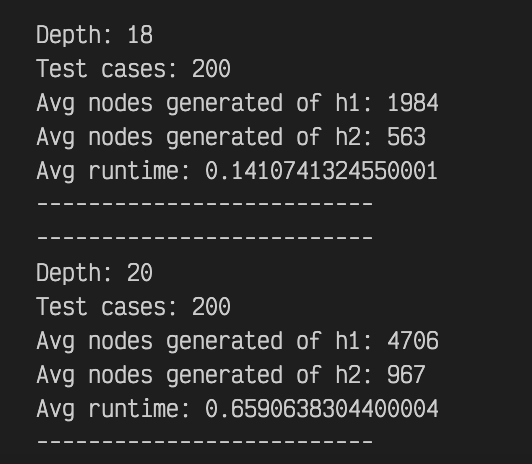 Depth: 18
Test cases: 200
Avg nodes generated of h1: 1984
Avg nodes generated of h2: 563
Avg runtime: 0.1410741324550001
--------------------------
--------------------------
Depth: 20
Test cases: 200
Avg nodes generated of h1: 4706
Avg nodes generated of h2: 967
Avg runtime: 0.6590638304400004
--------------------------